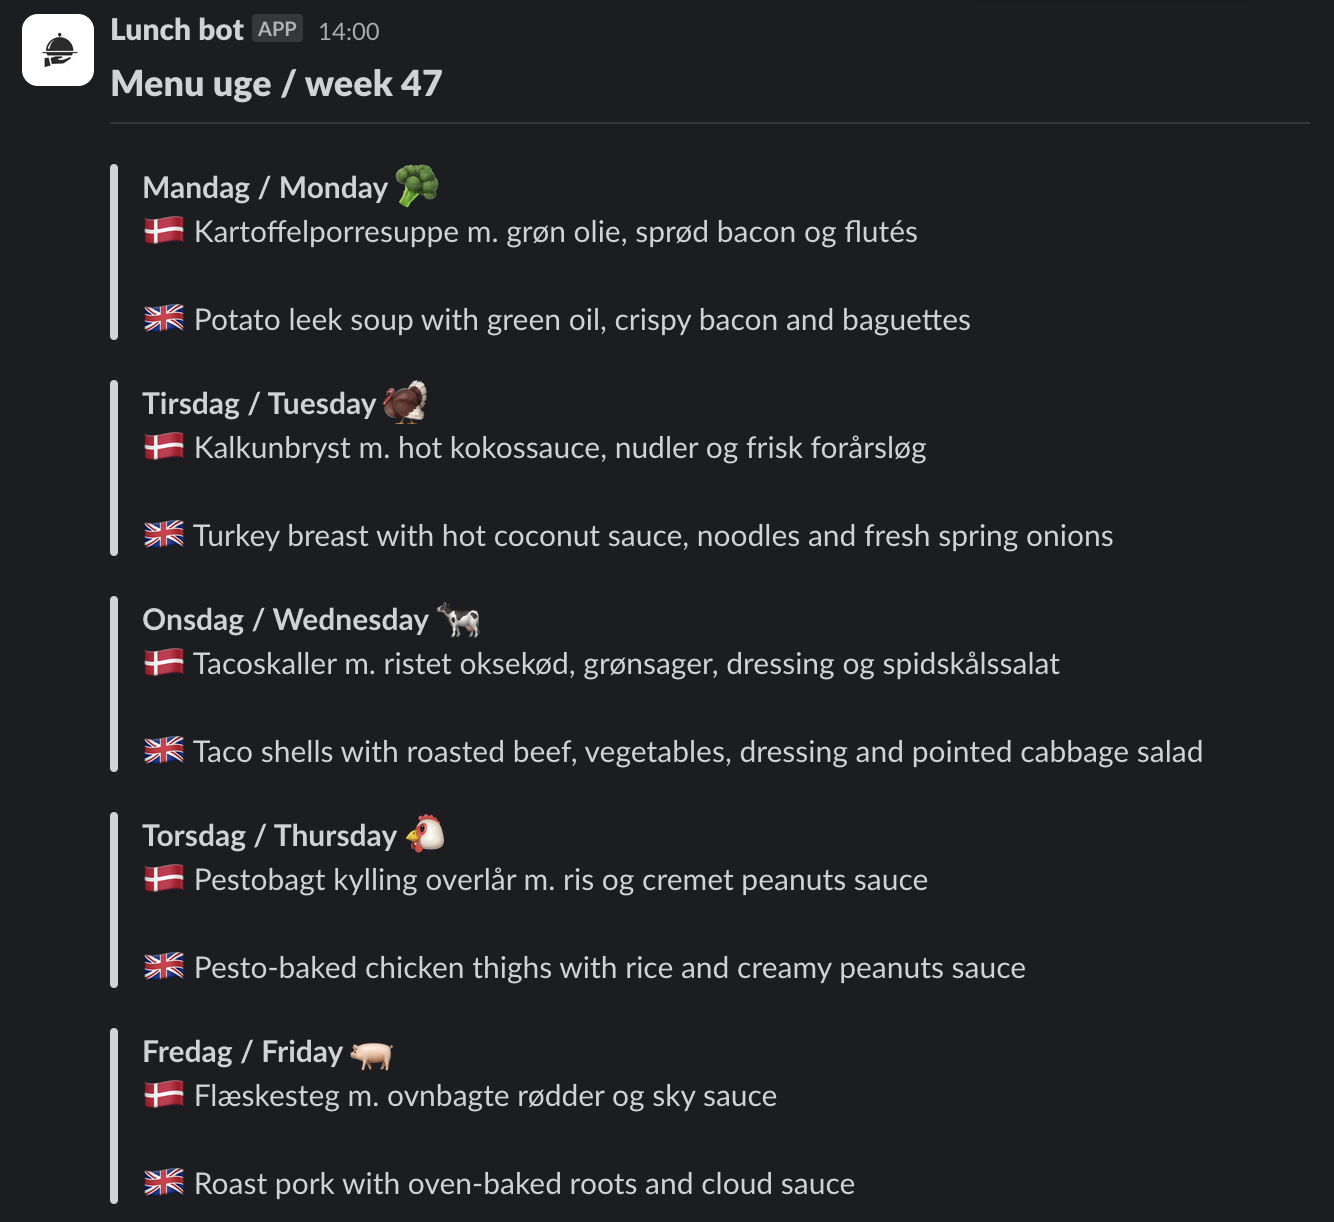 Lunch bot APP 14:00
Menu uge / week 47
Mandag / Monday
Kartoffelporresuppe m. grøn olie, sprød bacon og flutés
Potato leek soup with green oil, crispy bacon and baguettes
Tirsdag / Tuesday
Kalkunbryst m. hot kokossauce, nudler og frisk forårsløg
Turkey breast with hot coconut sauce, noodles and fresh spring onions
Onsdag / Wednesday
Tacoskaller m. ristet oksekød, grønsager, dressing og spidskålssalat
Taco shells with roasted beef, vegetables, dressing and pointed cabbage salad
Torsdag / Thursday
Pestobagt kylling overlår m. ris og cremet peanuts sauce
Pesto-baked chicken thighs with rice and creamy peanuts sauce
Fredag / Friday
Flæskesteg m. ovnbagte rødder og sky sauce
Roast pork with oven-baked roots and cloud sauce